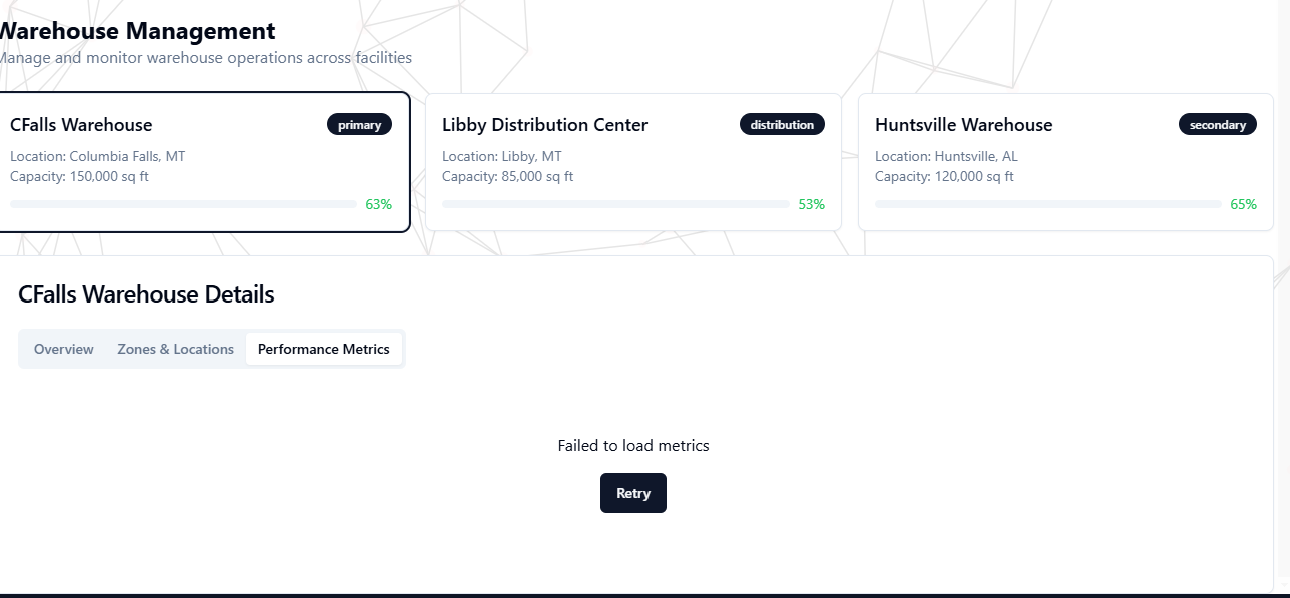 Warehouse Management
Manage and monitor warehouse operations across facilities
CFalls Warehouse
primary
Location: Columbia Falls, MT
Capacity: 150,000 sq ft
63%
Libby Distribution Center
distribution
Location: Libby, MT
Capacity: 85,000 sq ft
53%
Huntsville Warehouse
secondary
Location: Huntsville, AL
Capacity: 120,000 sq ft
65%
CFalls Warehouse Details
Overview Zones & Locations Performance Metrics
Failed to load metrics
Retry